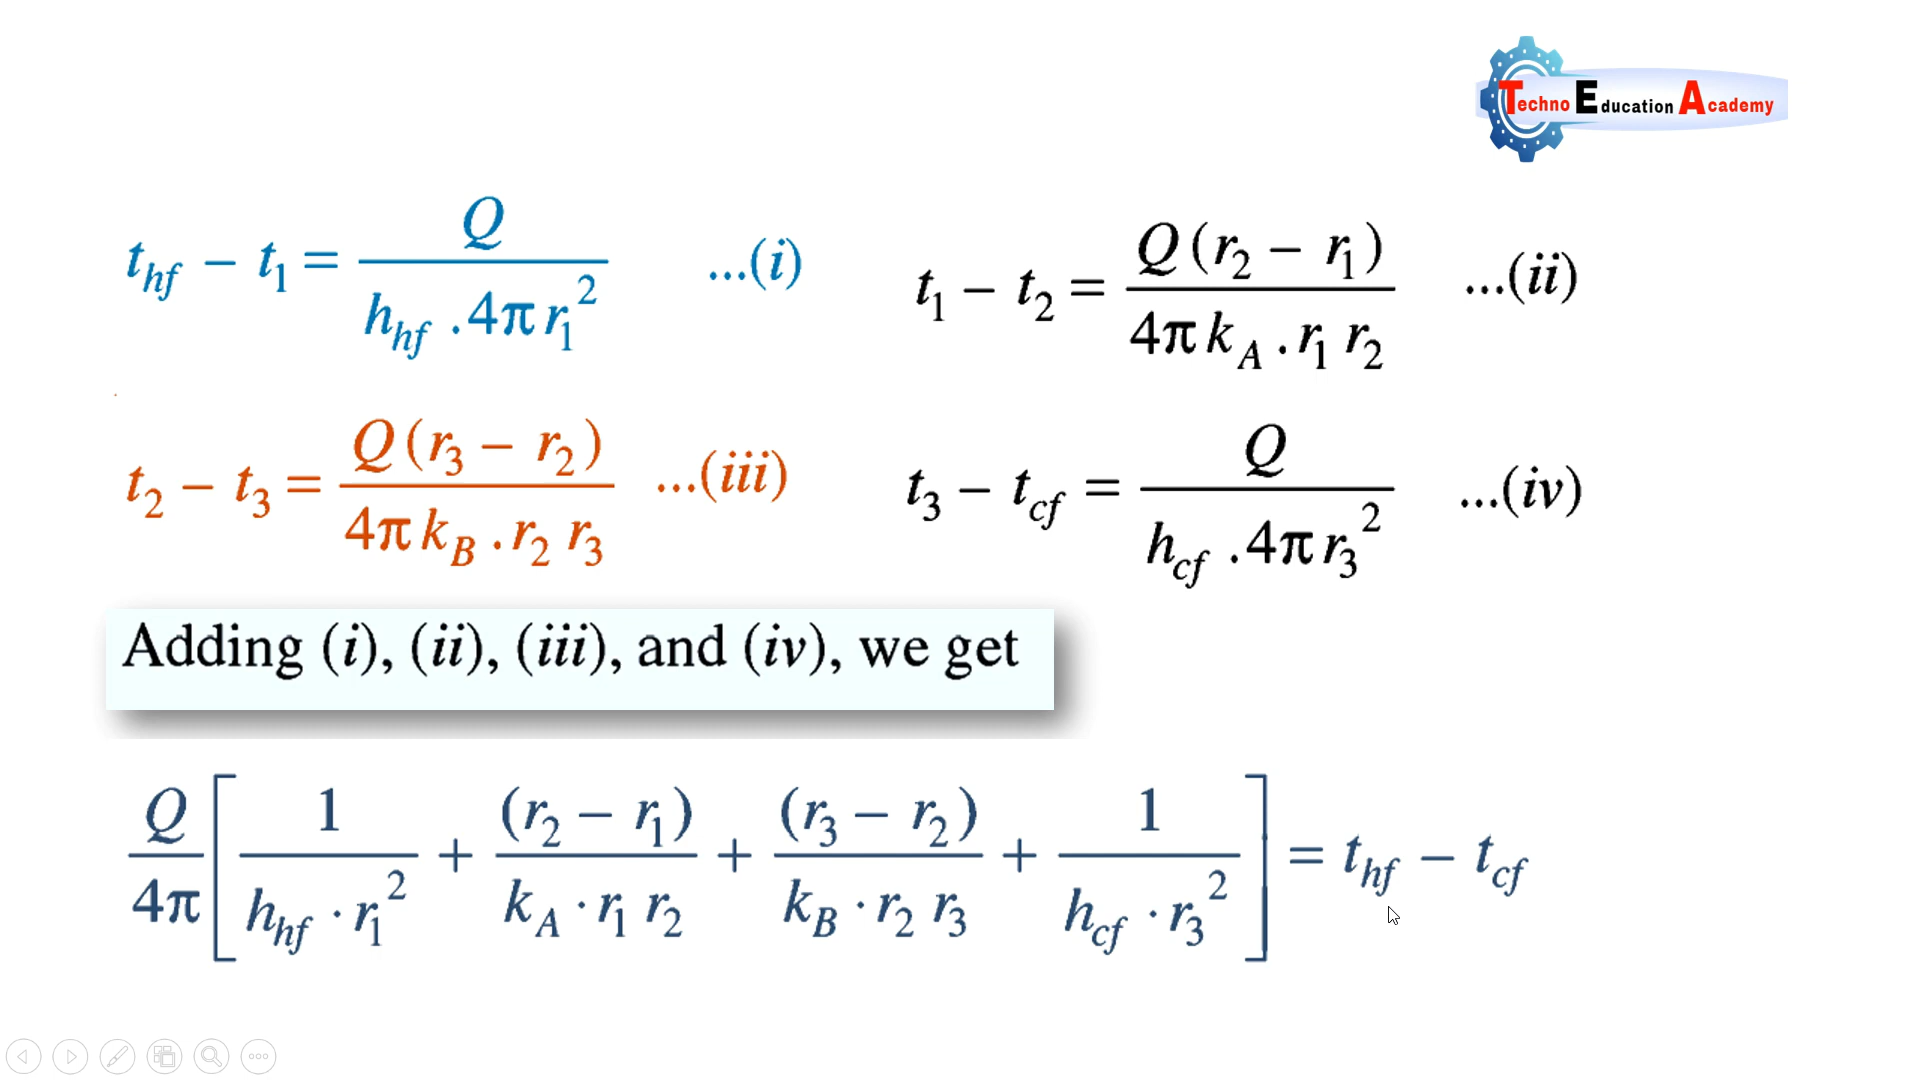 Techno Education Academy
t_hf − t_1 = Q / (h_hf . 4π r_1^2) ...(i)
t_1 − t_2 = Q (r_2 − r_1) / (4π k_A . r_1 r_2) ...(ii)
t_2 − t_3 = Q (r_3 − r_2) / (4π k_B . r_2 r_3) ...(iii)
t_3 − t_cf = Q / (h_cf . 4π r_3^2) ...(iv)
Adding (i), (ii), (iii), and (iv), we get
Q / 4π [ 1 / (h_hf · r_1^2) + (r_2 − r_1) / (k_A · r_1 r_2) + (r_3 − r_2) / (k_B · r_2 r_3) + 1 / (h_cf · r_3^2) ] = t_hf − t_cf